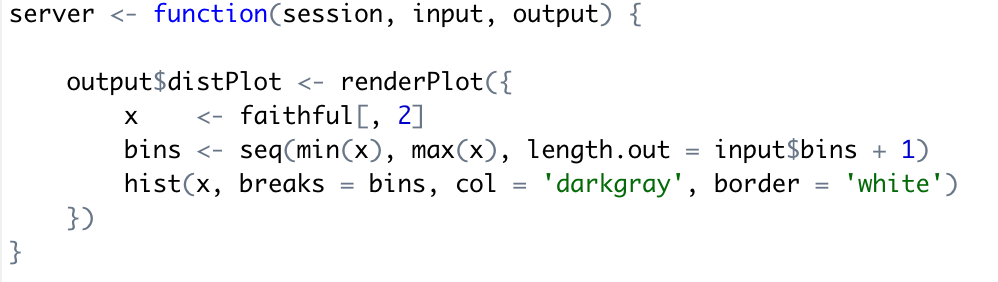 server <- function(session, input, output) {

    output$distPlot <- renderPlot({
        x    <- faithful[, 2]
        bins <- seq(min(x), max(x), length.out = input$bins + 1)
        hist(x, breaks = bins, col = 'darkgray', border = 'white')
    })
}